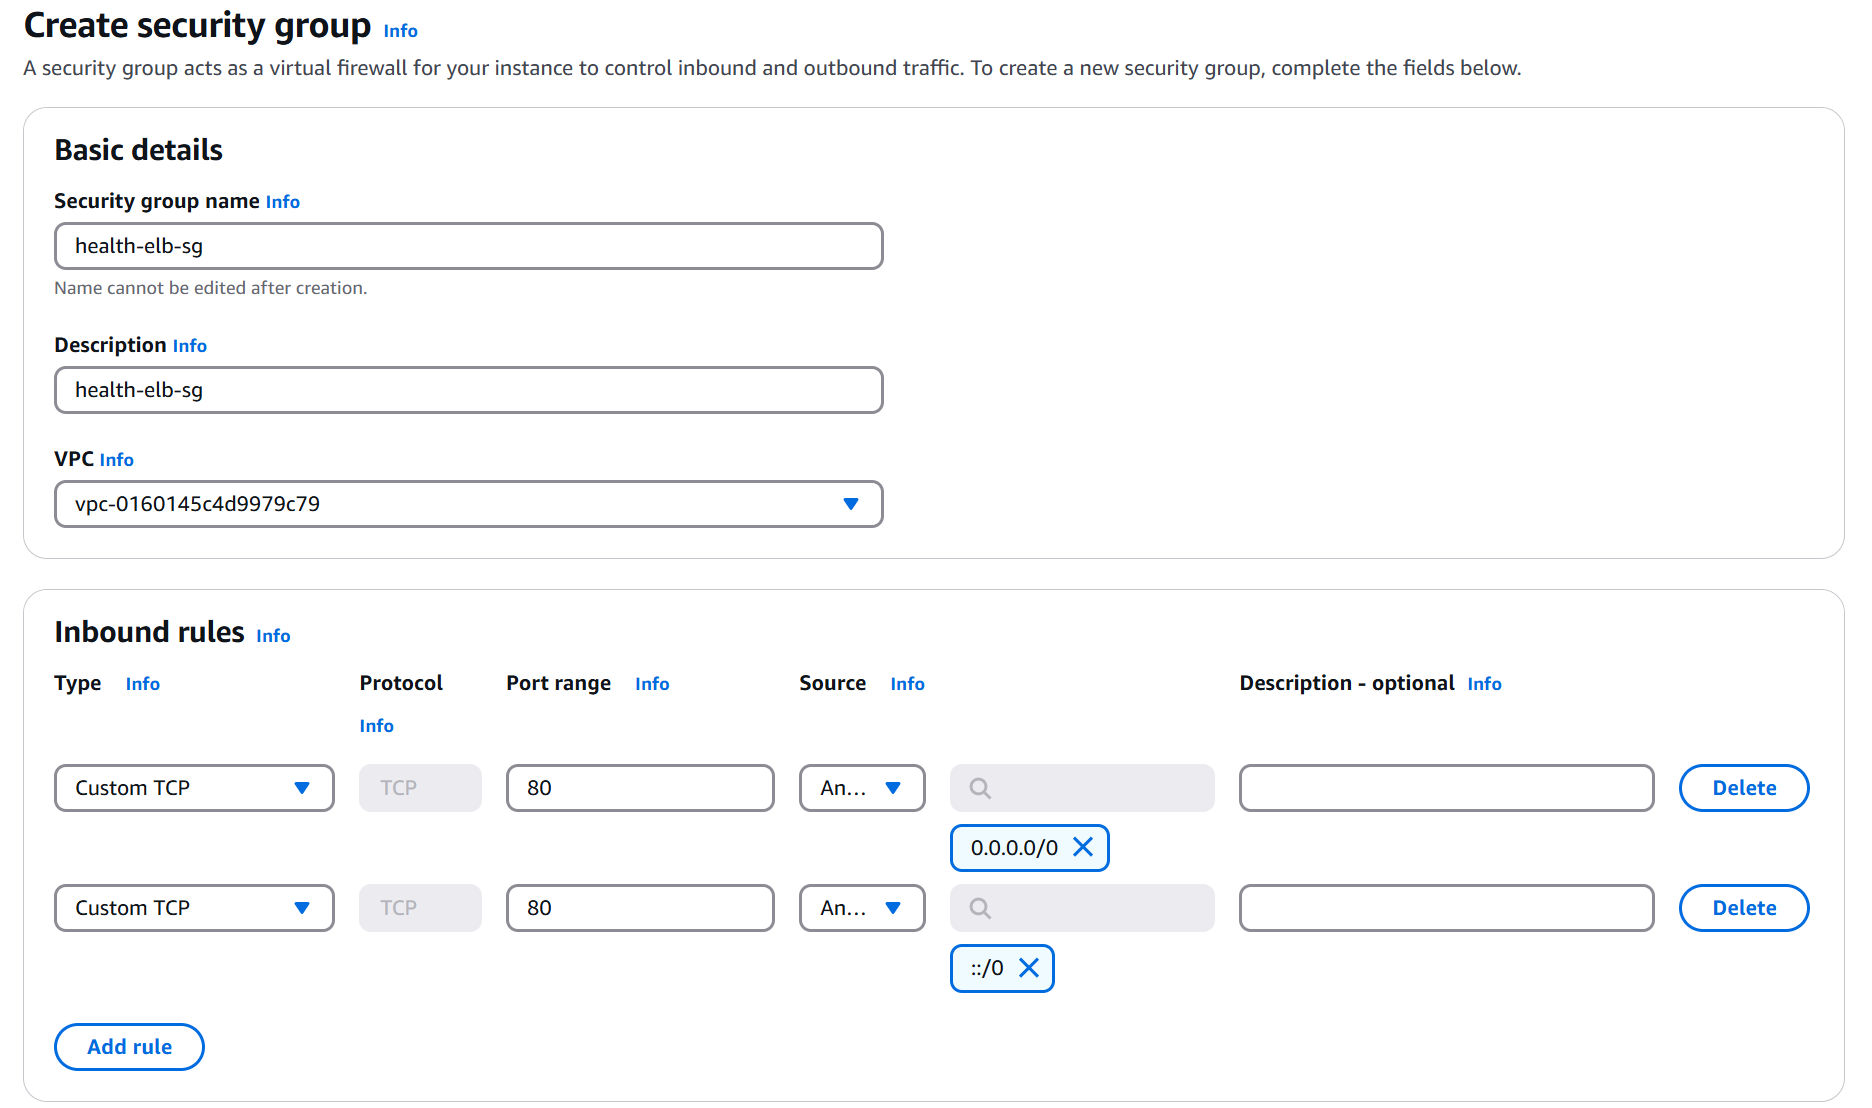 Create security group Info
A security group acts as a virtual firewall for your instance to control inbound and outbound traffic. To create a new security group, complete the fields below.
Basic details
Security group name Info
health-elb-sg
Name cannot be edited after creation.
Description Info
health-elb-sg
VPC Info
vpc-0160145c4d9979c79
Inbound rules Info
Type Info Protocol Info Port range Info Source Info Description - optional Info
Custom TCP TCP 80 An... Delete
0.0.0.0/0
Custom TCP TCP 80 An... Delete
::/0
Add rule